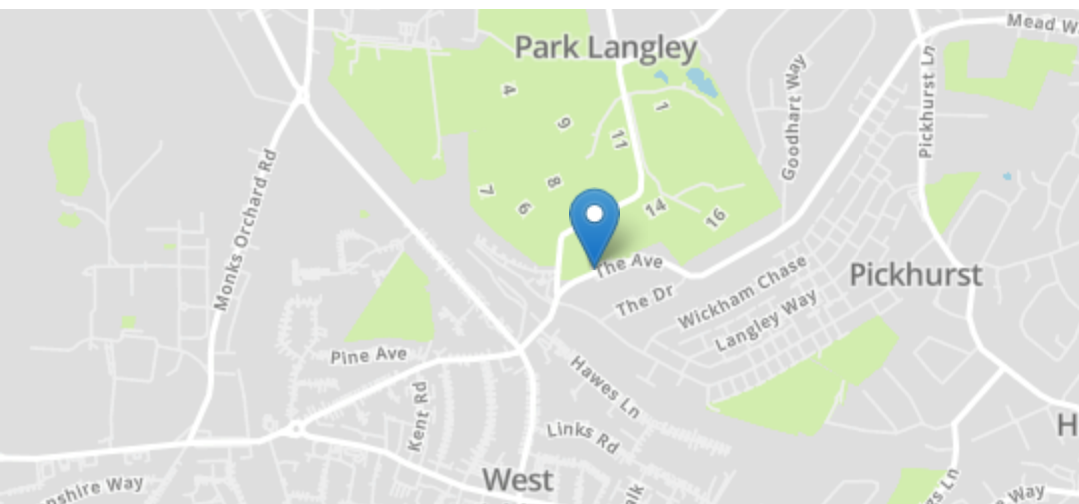 Mead W
Park Langley
Pickhurst Ln
Goodhart Way
4
1
9
11
Monks Orchard Rd
8
7
6
14
16
The Ave
Pickhurst
Wickham Chase
The Dr
Langley Way
Pine Ave
Hawes Ln
Kent Rd
H
Links Rd
West
nshire Way
es Ln
Way